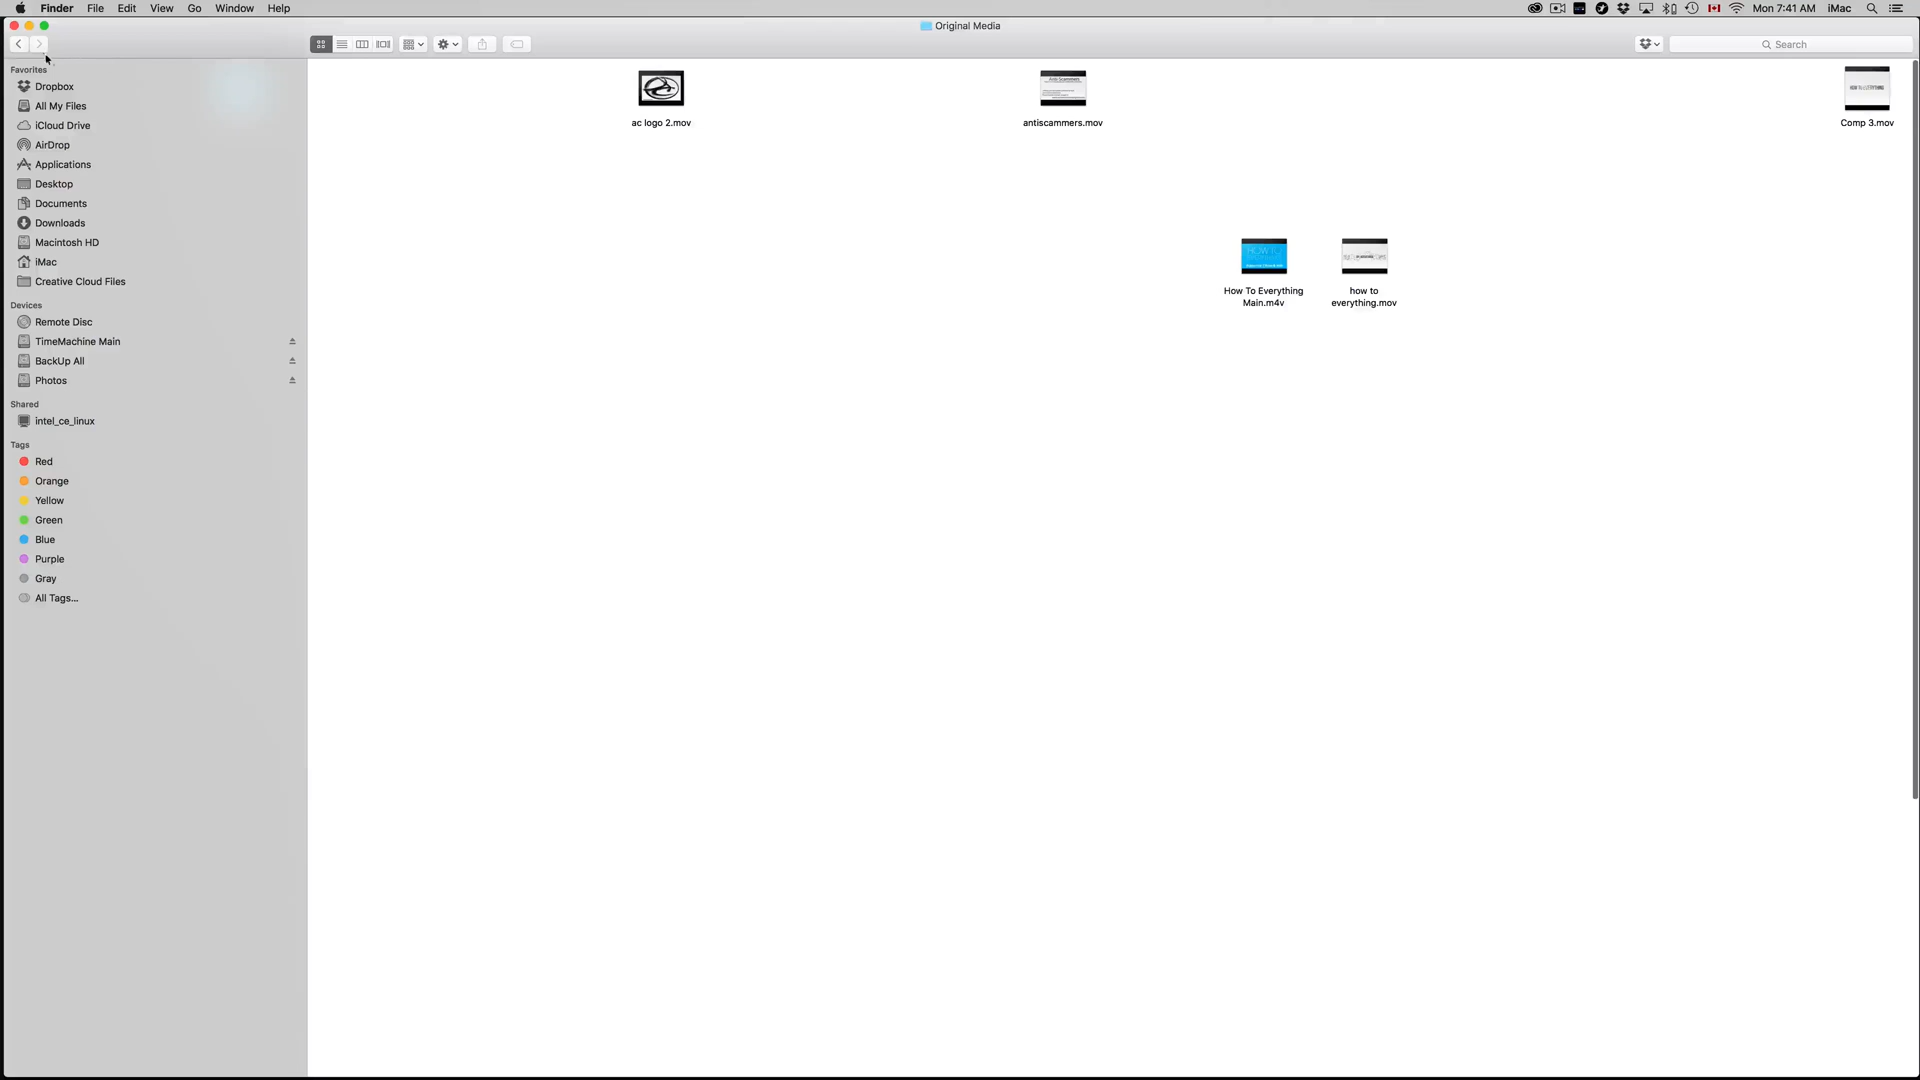 Finder File Edit View Go Window Help Mon 7:41 AM iMac
Original Media
Search
Favorites
Dropbox
All My Files
iCloud Drive
AirDrop
Applications
Desktop
Documents
Downloads
Macintosh HD
iMac
Creative Cloud Files
Devices
Remote Disc
TimeMachine Main
BackUp All
Photos
Shared
intel_ce_linux
Tags
Red
Orange
Yellow
Green
Blue
Purple
Gray
All Tags...
ac logo 2.mov
antiscammers.mov
Comp 3.mov
How To Everything
Main.m4v
how to
everything.mov